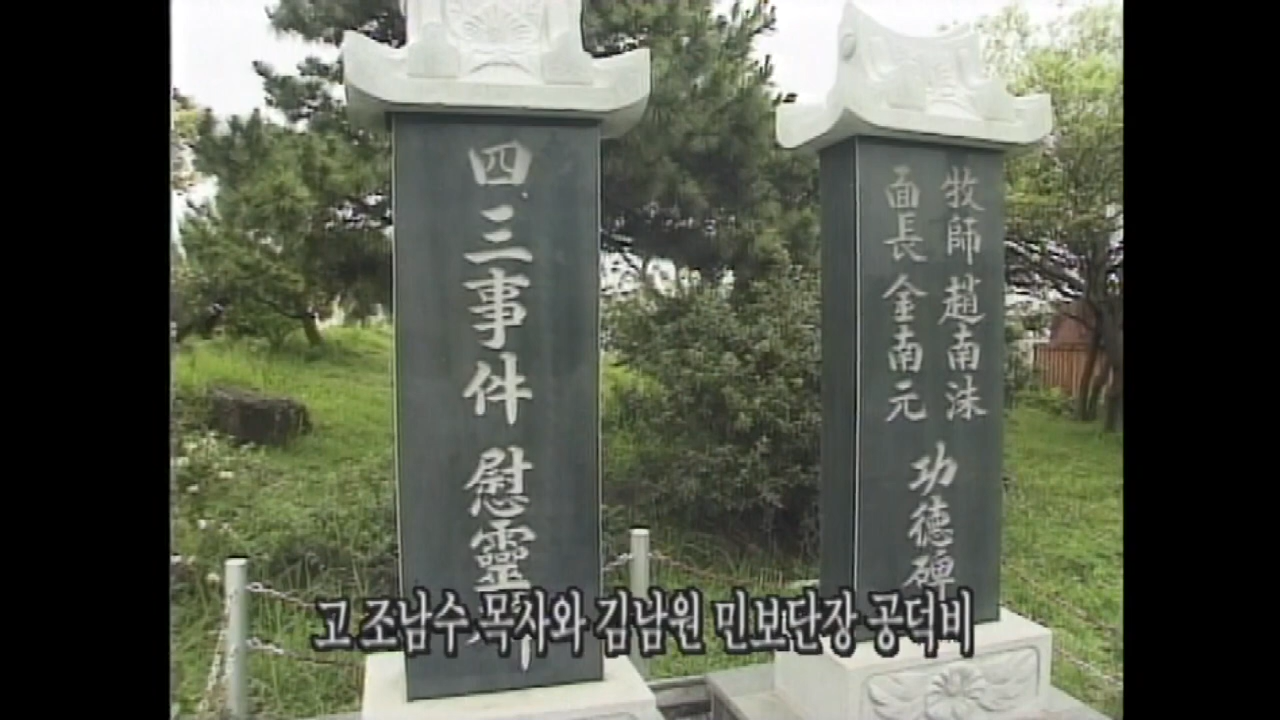 四三事件 慰靈碑
牧師 趙南洙
面長 金南元
功德碑
고 조남수 목사와 김남원 민보단장 공덕비